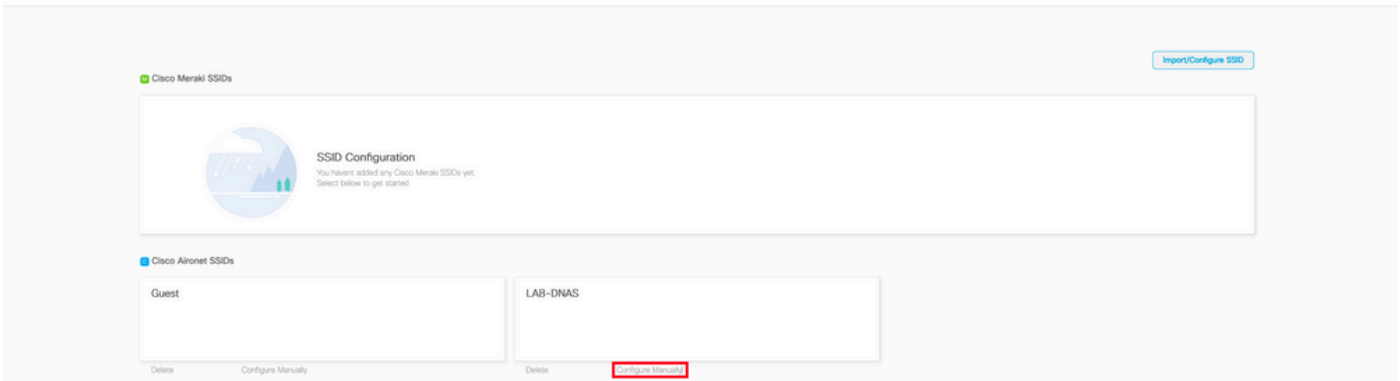 Import/Configure SSID
M Cisco Meraki SSIDs
SSID Configuration
You havent added any Cisco Meraki SSIDs yet
Select below to get started
C Cisco Aironet SSIDs
Guest
LAB-DNAS
Delete Configure Manually
Delete Configure Manually